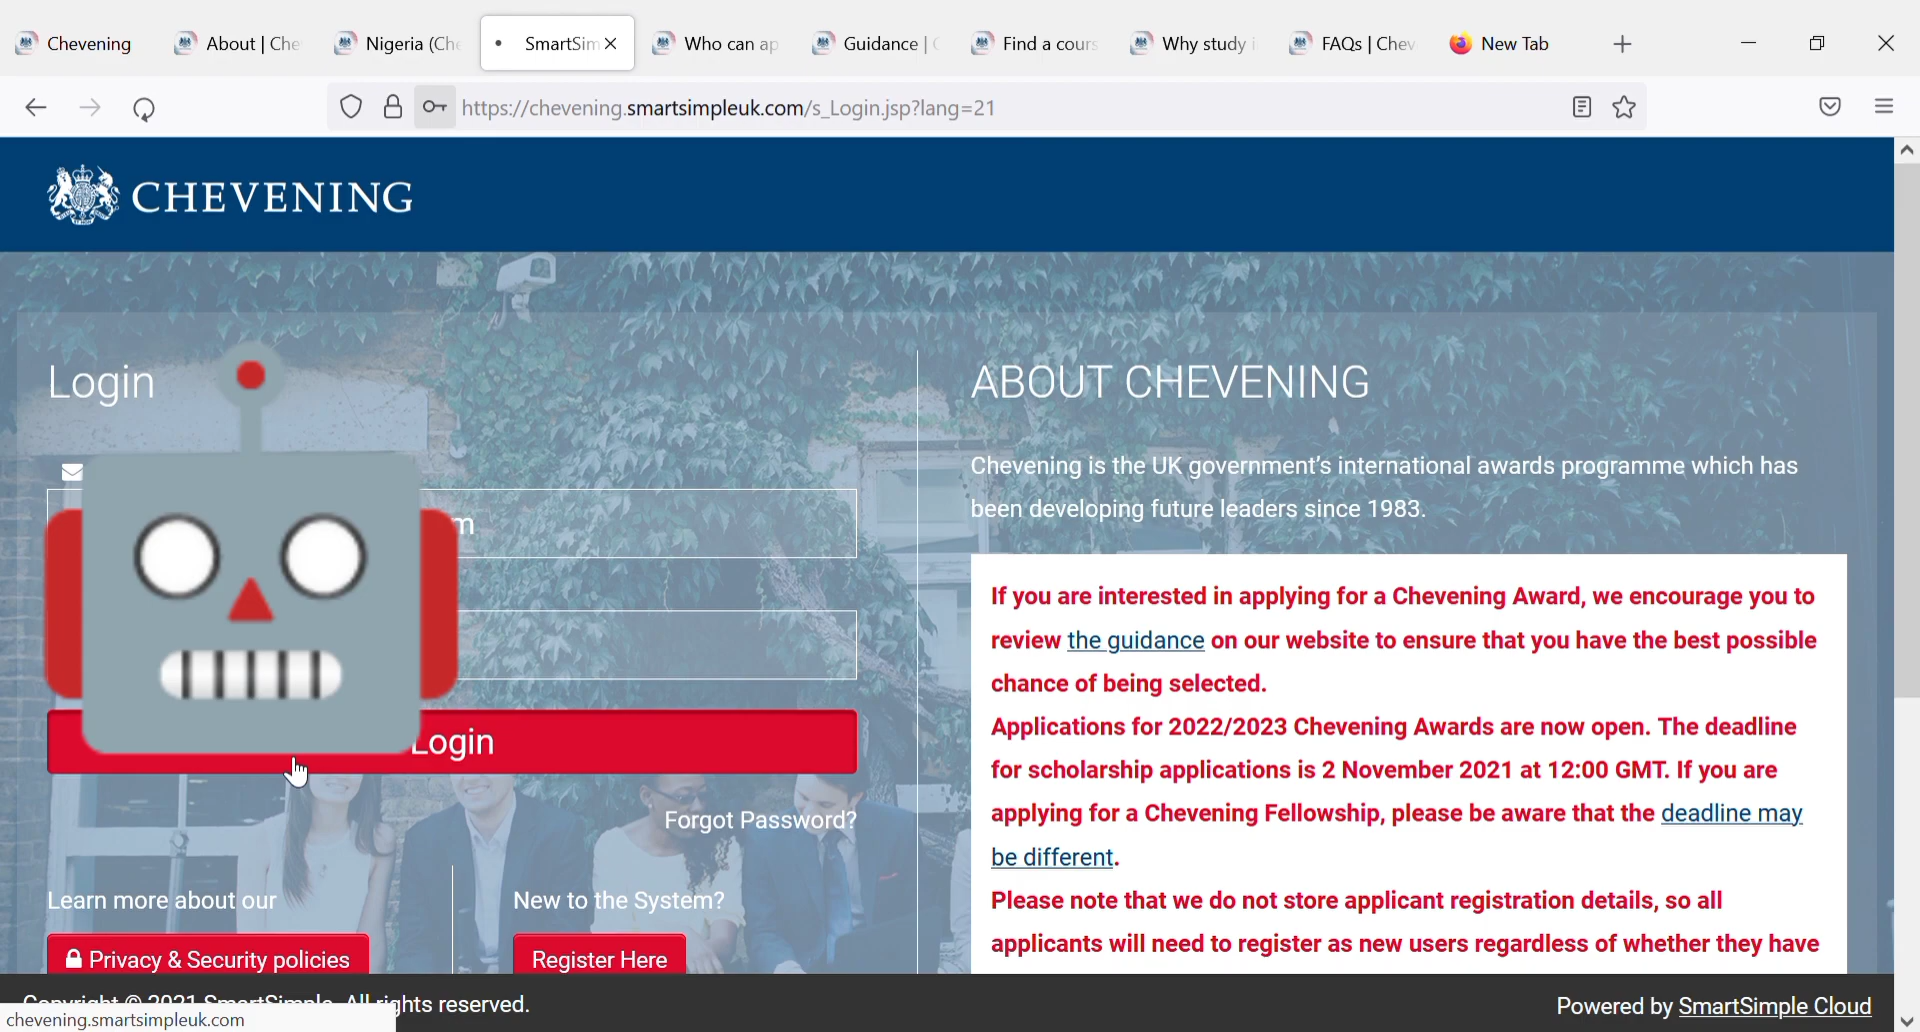 Chevening
About | Che
Nigeria (Che
SmartSim
Who can ap
Guidance | C
Find a cours
Why study i
FAQs | Chev
New Tab
https://chevening.smartsimpleuk.com/s_Login.jsp?lang=21
CHEVENING
Login
m
Login
Forgot Password?
Learn more about our
Privacy & Security policies
New to the System?
Register Here
ABOUT CHEVENING
Chevening is the UK government's international awards programme which has
been developing future leaders since 1983.
If you are interested in applying for a Chevening Award, we encourage you to
review the guidance on our website to ensure that you have the best possible
chance of being selected.
Applications for 2022/2023 Chevening Awards are now open. The deadline
for scholarship applications is 2 November 2021 at 12:00 GMT. If you are
applying for a Chevening Fellowship, please be aware that the deadline may
be different.
Please note that we do not store applicant registration details, so all
applicants will need to register as new users regardless of whether they have
Copyright © 2021 SmartSimple. All rights reserved.
Powered by SmartSimple Cloud
chevening.smartsimpleuk.com